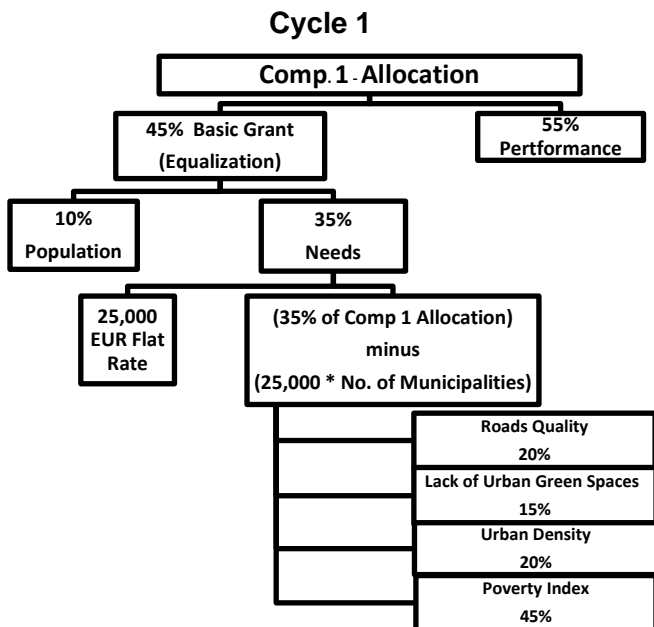 Cycle 1
Comp. 1 - Allocation
45% Basic Grant
(Equalization)
55%
Pertformance
10%
Population
35%
Needs
25,000
EUR Flat
Rate
(35% of Comp 1 Allocation)
minus
(25,000 * No. of Municipalities)
Roads Quality
20%
Lack of Urban Green Spaces
15%
Urban Density
20%
Poverty Index
45%